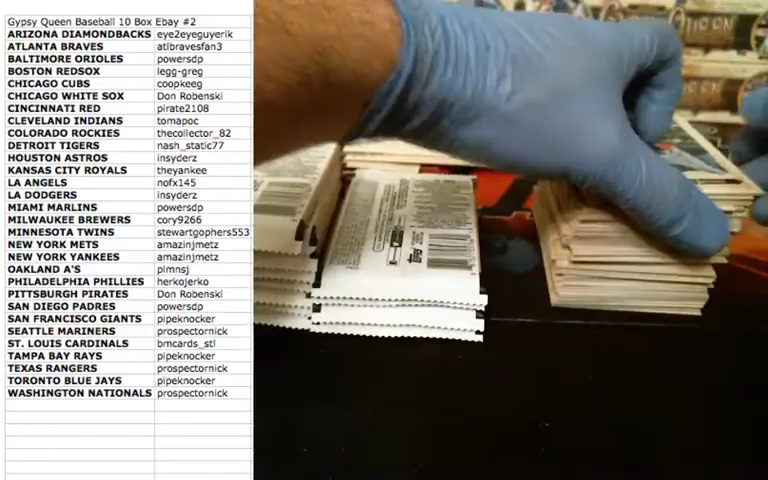 Gypsy Queen Baseball 10 Box Ebay #2
ARIZONA DIAMONDBACKS eye2eyeguyerik
ATLANTA BRAVES atlbravesfan3
BALTIMORE ORIOLES powersdp
BOSTON REDSOX legg-greg
CHICAGO CUBS coopkeeg
CHICAGO WHITE SOX Don Robenski
CINCINNATI RED pirate2108
CLEVELAND INDIANS tomapoc
COLORADO ROCKIES thecollector_82
DETROIT TIGERS nash_static77
HOUSTON ASTROS insyderz
KANSAS CITY ROYALS theyankee
LA ANGELS nofx145
LA DODGERS insyderz
MIAMI MARLINS powersdp
MILWAUKEE BREWERS cory9266
MINNESOTA TWINS stewartgophers553
NEW YORK METS amazinjmetz
NEW YORK YANKEES amazinjmetz
OAKLAND A'S plmnsj
PHILADELPHIA PHILLIES herkojerko
PITTSBURGH PIRATES Don Robenski
SAN DIEGO PADRES powersdp
SAN FRANCISCO GIANTS pipeknocker
SEATTLE MARINERS prospectornick
ST. LOUIS CARDINALS bmcards_stl
TAMPA BAY RAYS pipeknocker
TEXAS RANGERS prospectornick
TORONTO BLUE JAYS pipeknocker
WASHINGTON NATIONALS prospectornick
QUEEN
topps